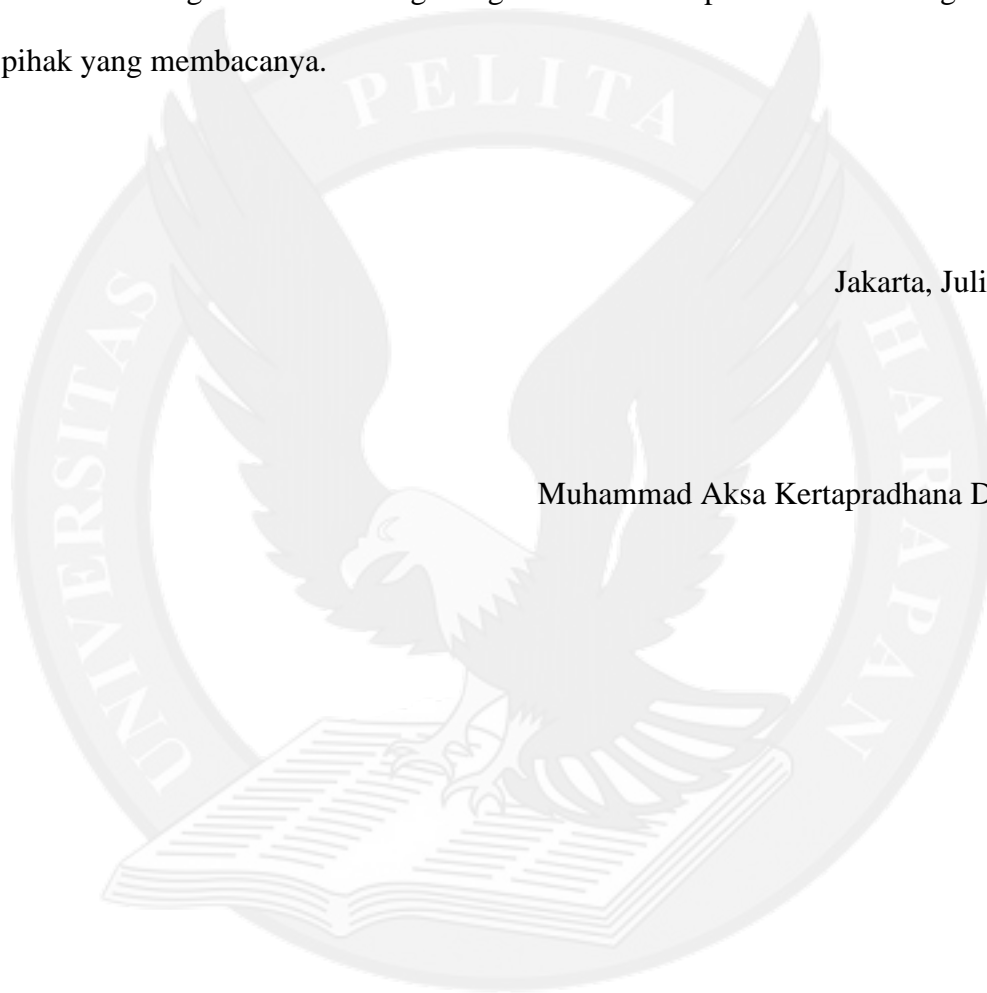 pihak yang membacanya.
PELITA
Jakarta, Juli
UNIVERSITAS
HARAPAN
Muhammad Aksa Kertapradhana D